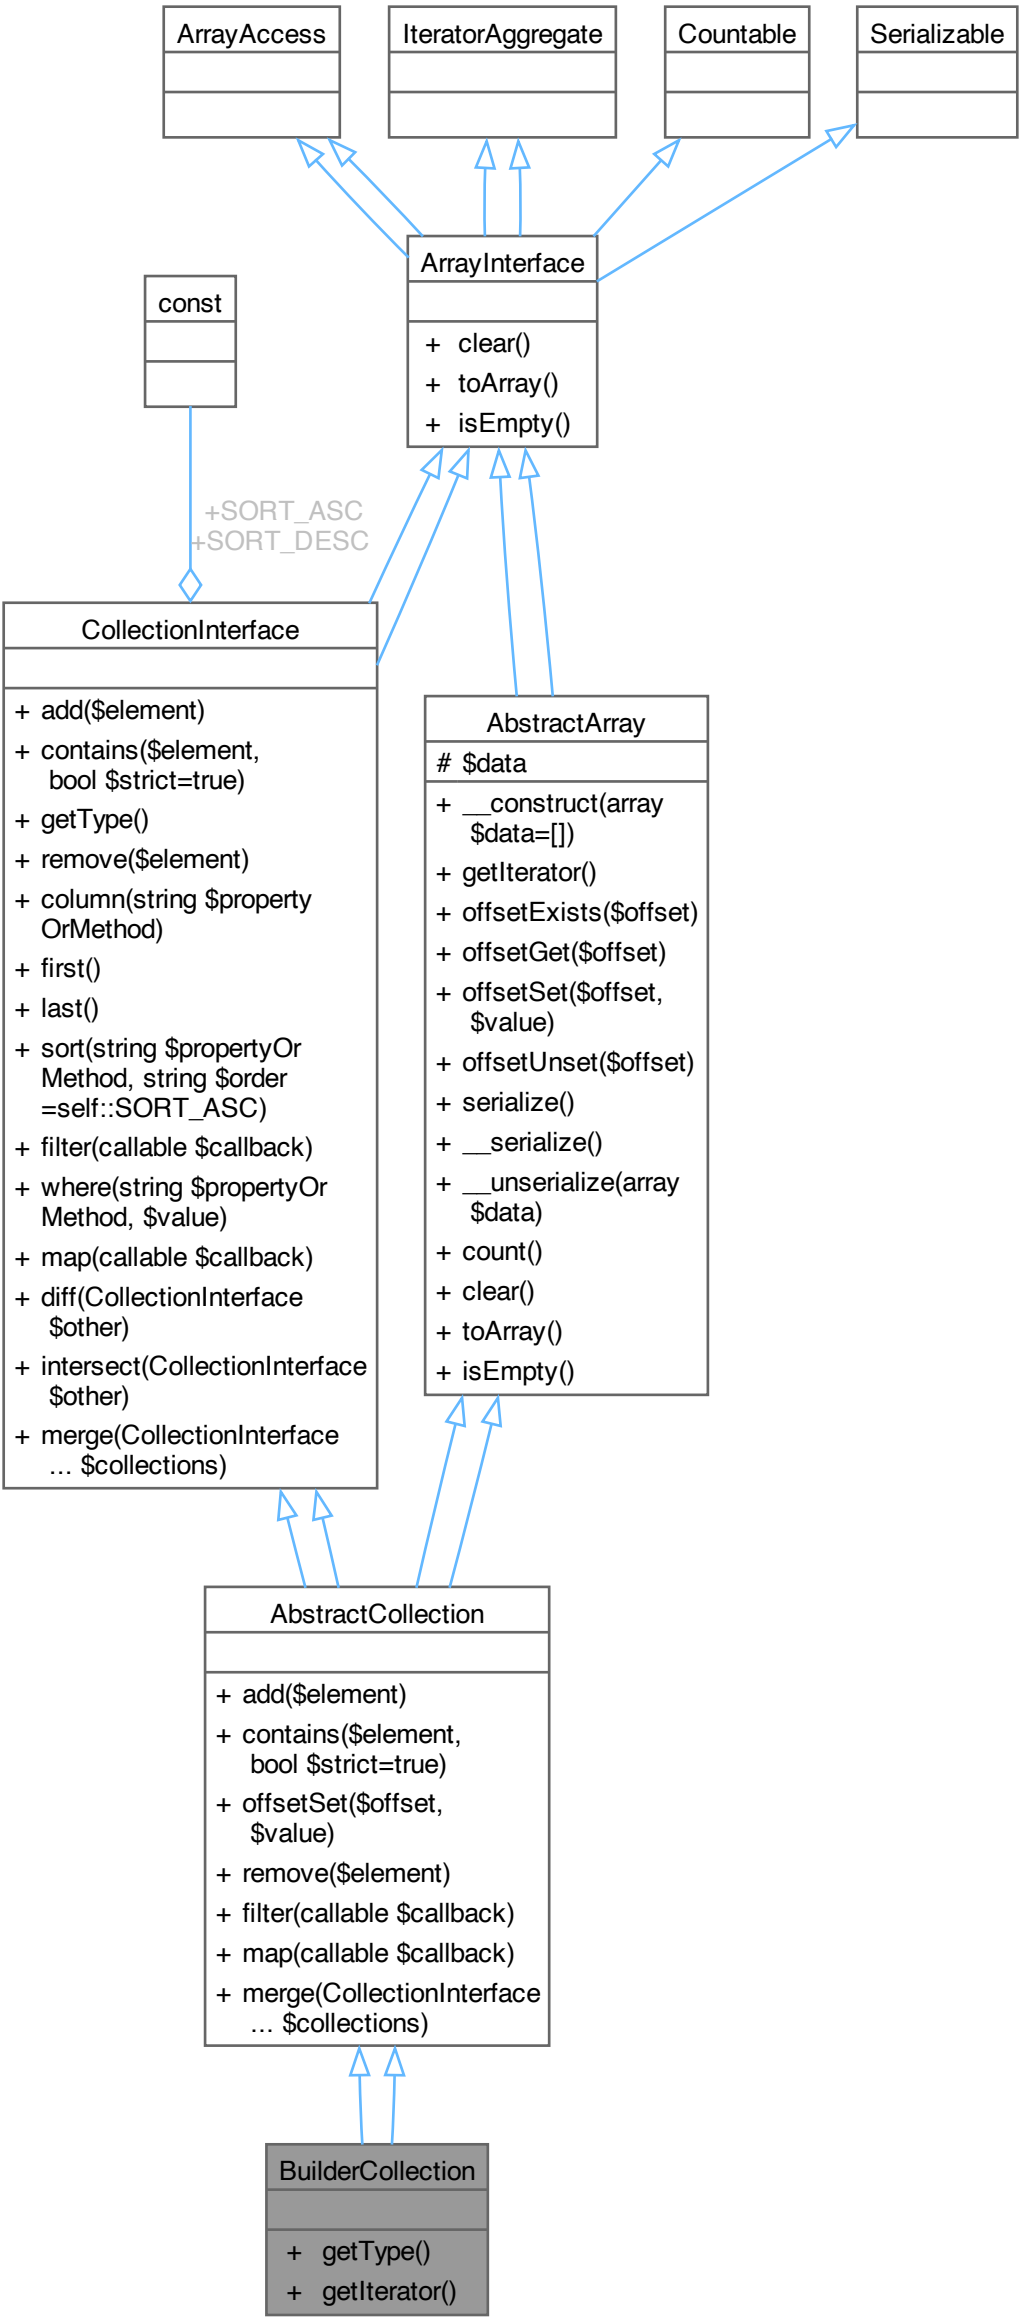 ArrayAccess
IteratorAggregate
Countable
Serializable
ArrayInterface
+ clear()
+ toArray()
+ isEmpty()
const
+SORT_ASC
+SORT_DESC
CollectionInterface
+ add($element)
+ contains($element,
bool $strict=true)
+ getType()
+ remove($element)
+ column(string $property
OrMethod)
+ first()
+ last()
+ sort(string $propertyOr
Method, string $order
=self::SORT_ASC)
+ filter(callable $callback)
+ where(string $propertyOr
Method, $value)
+ map(callable $callback)
+ diff(CollectionInterface
$other)
+ intersect(CollectionInterface
$other)
+ merge(CollectionInterface
... $collections)
AbstractArray
# $data
+ __construct(array
$data=[])
+ getIterator()
+ offsetExists($offset)
+ offsetGet($offset)
+ offsetSet($offset,
$value)
+ offsetUnset($offset)
+ serialize()
+ __serialize()
+ __unserialize(array
$data)
+ count()
+ clear()
+ toArray()
+ isEmpty()
AbstractCollection
+ add($element)
+ contains($element,
bool $strict=true)
+ offsetSet($offset,
$value)
+ remove($element)
+ filter(callable $callback)
+ map(callable $callback)
+ merge(CollectionInterface
... $collections)
BuilderCollection
+ getType()
+ getIterator()